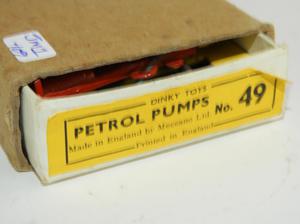 DINKY TOYS
PETROL PUMPS No. 49
Made in England by Meccano Ltd.
Printed in England